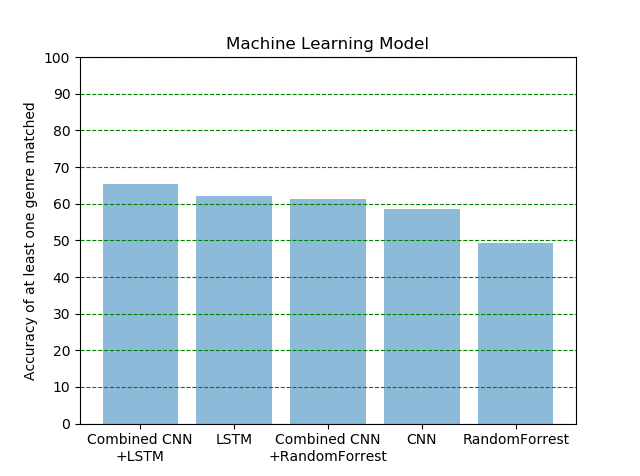 Machine Learning Model
Accuracy of at least one genre matched
100
90
80
70
60
50
40
30
20
10
0
Combined CNN
+LSTM
LSTM
Combined CNN
+RandomForrest
CNN
RandomForrest